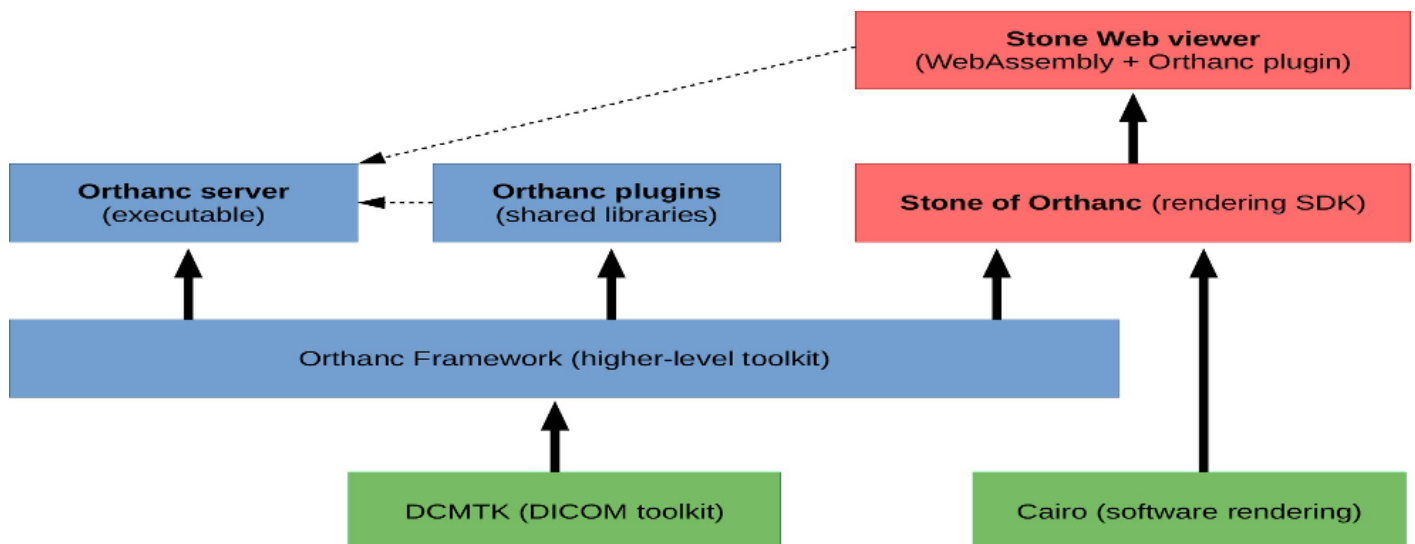 Stone Web viewer
(WebAssembly + Orthanc plugin)
Orthanc server
(executable)
Orthanc plugins
(shared libraries)
Stone of Orthanc (rendering SDK)
Orthanc Framework (higher-level toolkit)
DCMTK (DICOM toolkit)
Cairo (software rendering)